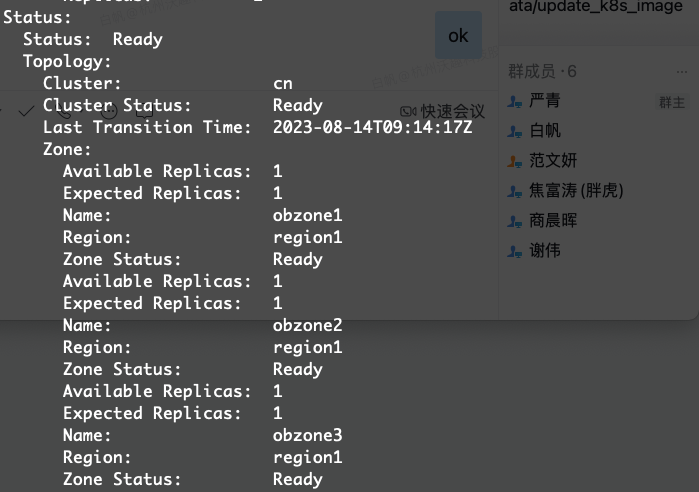 Status:
Status: Ready
Topology:
Cluster: cn
Cluster Status: Ready
Last Transition Time: 2023-08-14T09:14:17Z
Zone:
Available Replicas: 1
Expected Replicas: 1
Name: obzone1
Region: region1
Zone Status: Ready
Available Replicas: 1
Expected Replicas: 1
Name: obzone2
Region: region1
Zone Status: Ready
Available Replicas: 1
Expected Replicas: 1
Name: obzone3
Region: region1
Zone Status: Ready
ok
快速会议
ata/update_k8s_image
群成员 · 6
···
严青 群主
白帆
范文妍
焦富涛(胖虎)
商晨晖
谢伟